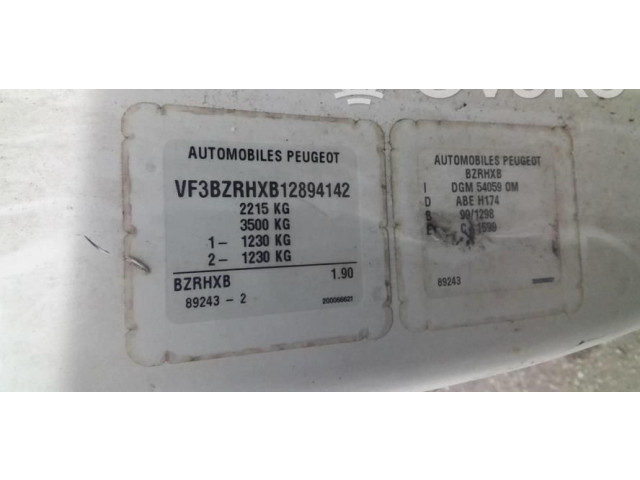 AUTOMOBILES PEUGEOT
VF3BZRHXB12894142
2215 KG
3500 KG
1- 1230 KG
2- 1230 KG
BZRHXB 1.90
89243 - 2
AUTOMOBILES PEUGEOT
BZRHXB
I DGM 54059 OM
D ABE H174
B 99/1298
E
89243